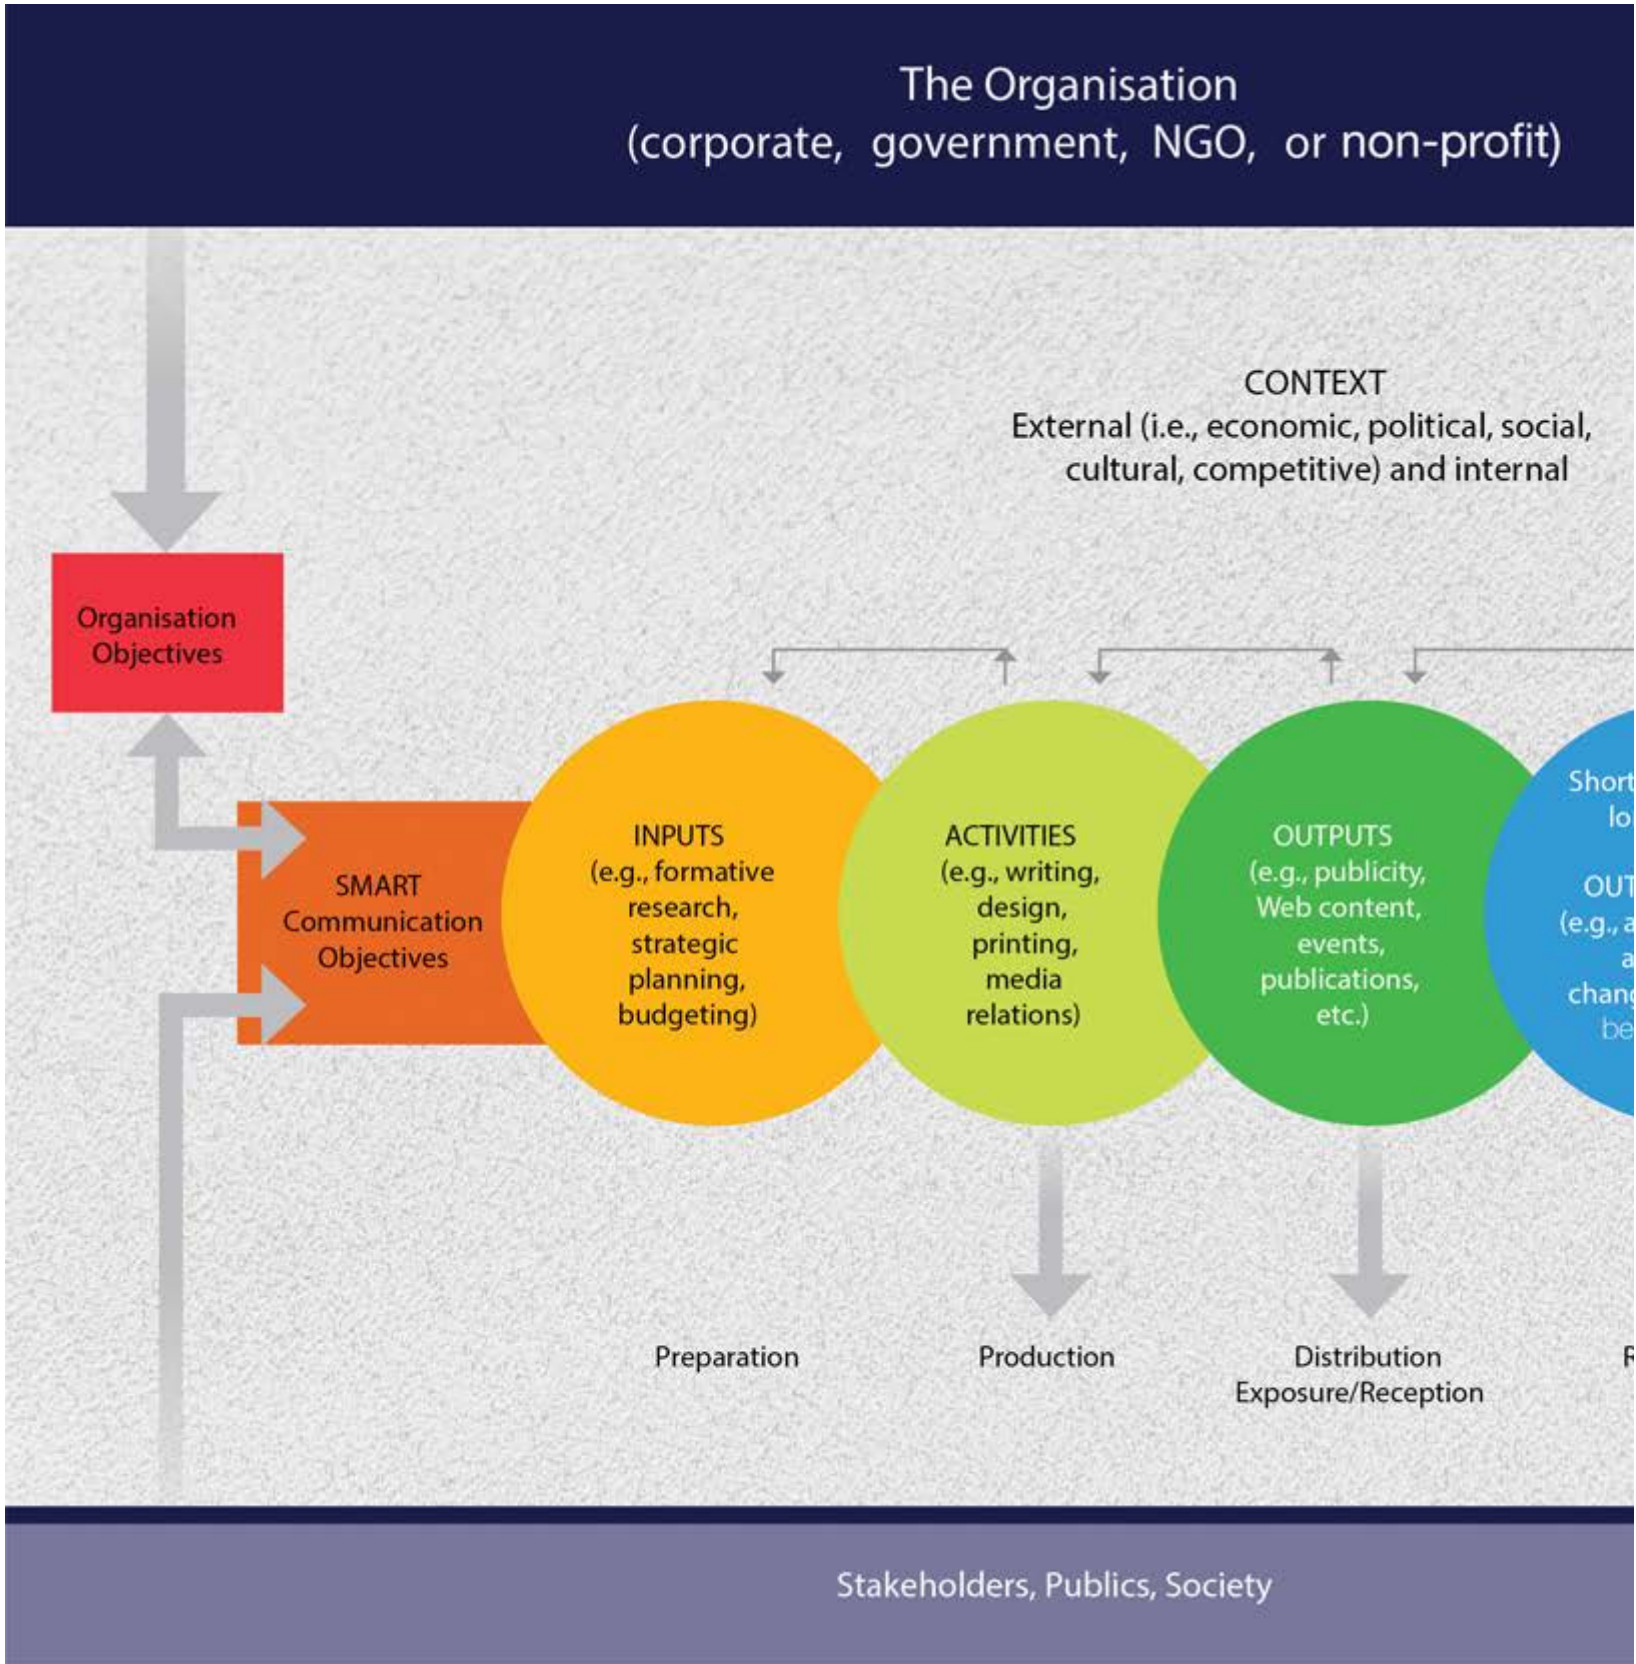 The Organisation
(corporate, government, NGO, or non-profit)
CONTEXT
External (i.e., economic, political, social,
cultural, competitive) and internal
Organisation
Objectives
SMART
Communication
Objectives
INPUTS
(e.g., formative
research,
strategic
planning,
budgeting)
ACTIVITIES
(e.g., writing,
design,
printing,
media
relations)
OUTPUTS
(e.g., publicity,
Web content,
events,
publications,
etc.)
Short
(e.g.,
Preparation
Production
Distribution
Exposure/Reception
Stakeholders, Publics, Society